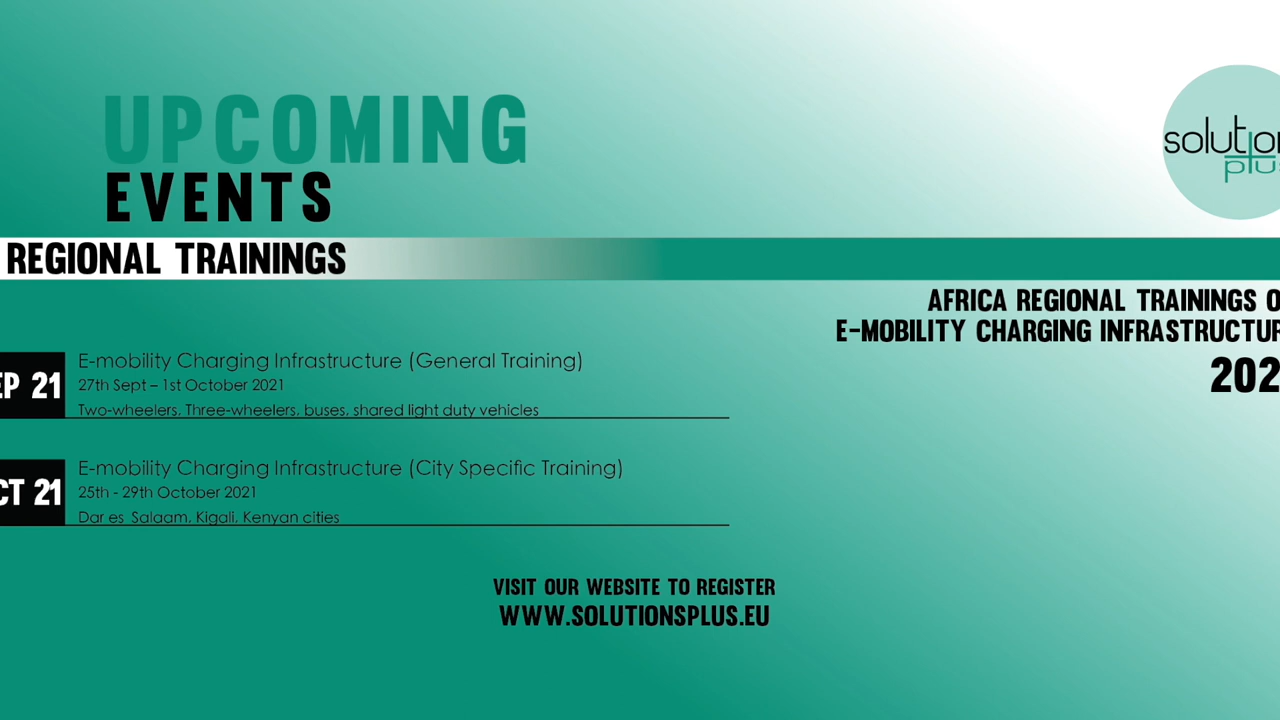 UPCOMING
EVENTS
solution
plus
REGIONAL TRAININGS
AFRICA REGIONAL TRAININGS O
E-MOBILITY CHARGING INFRASTRUCTUR
202
EP 21
E-mobility Charging Infrastructure (General Training)
27th Sept – 1st October 2021
Two-wheelers, Three-wheelers, buses, shared light duty vehicles
CT 21
E-mobility Charging Infrastructure (City Specific Training)
25th - 29th October 2021
Dar es Salaam, Kigali, Kenyan cities
VISIT OUR WEBSITE TO REGISTER
WWW.SOLUTIONSPLUS.EU